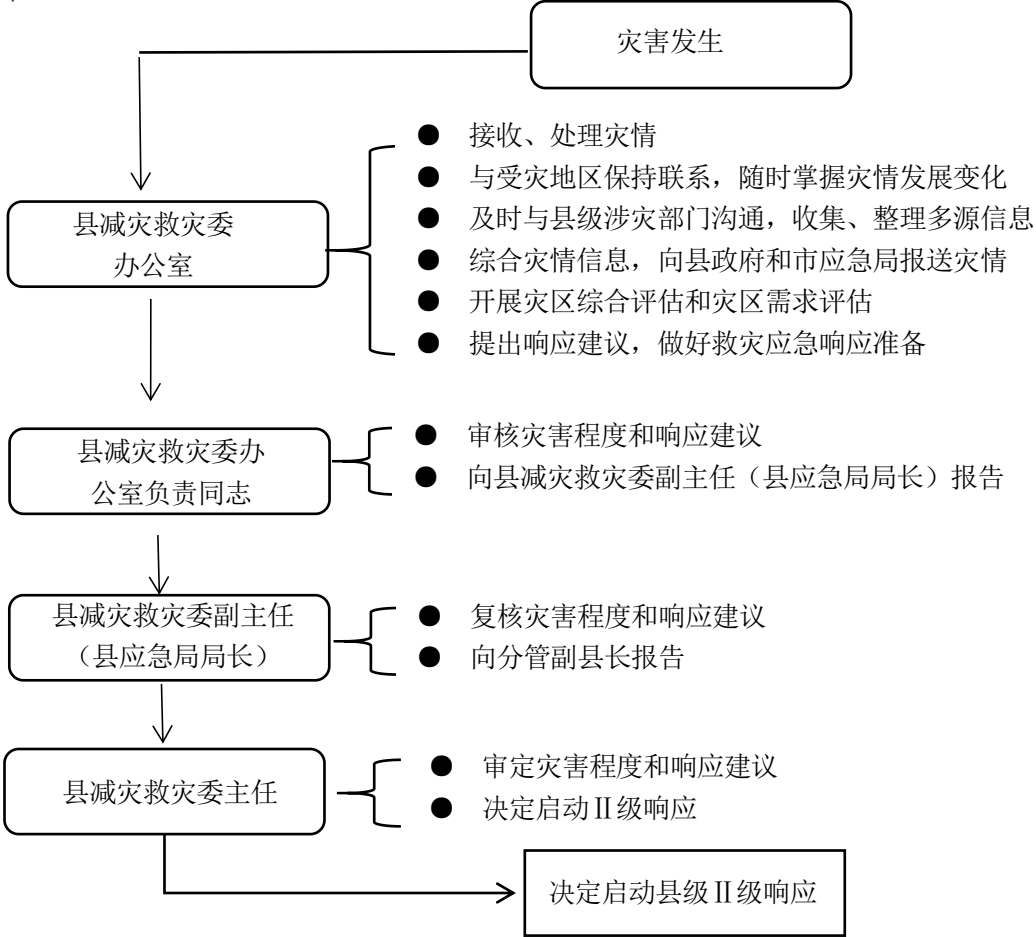 灾害发生
● 接收、处理灾情
● 与受灾地区保持联系，随时掌握灾情发展变化
● 及时与县级涉灾部门沟通，收集、整理多源信息
● 综合灾情信息，向县政府和市应急局报送灾情
● 开展灾区综合评估和灾区需求评估
● 提出响应建议，做好救灾应急响应准备
县减灾救灾委
办公室
● 审核灾害程度和响应建议
● 向县减灾救灾委副主任（县应急局局长）报告
县减灾救灾委办
公室负责同志
● 复核灾害程度和响应建议
● 向分管副县长报告
县减灾救灾委副主任
（县应急局局长）
● 审定灾害程度和响应建议
● 决定启动Ⅱ级响应
县减灾救灾委主任
决定启动县级Ⅱ级响应